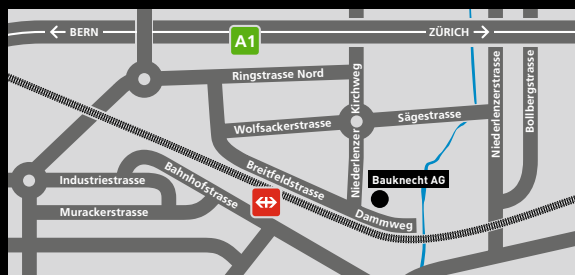 ← BERN
A1
ZÜRICH →
Ringstrasse Nord
Niederlenzer Kirchweg
Niederlenzerstrasse
Bollbergstrasse
Wolfsackerstrasse
Sägestrasse
Industriestrasse
Bahnhofstrasse
Breitfeldstrasse
Bauknecht AG
Murackerstrasse
Dammweg